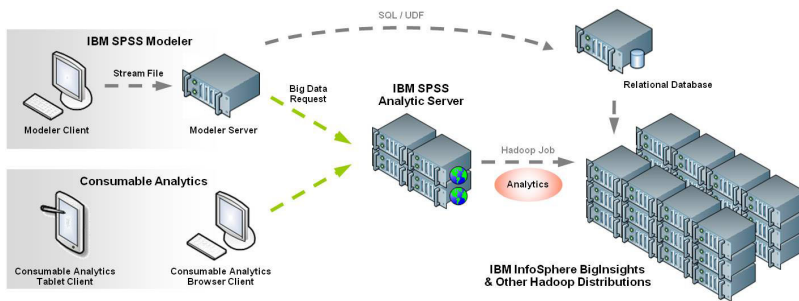 SQL / UDF
IBM SPSS Modeler
Stream File
Modeler Client
Modeler Server
Big Data
Request
IBM SPSS
Analytic Server
Relational Database
Hadoop Job
Analytics
Consumable Analytics
Consumable Analytics
Tablet Client
Consumable Analytics
Browser Client
IBM InfoSphere BigInsights
& Other Hadoop Distributions